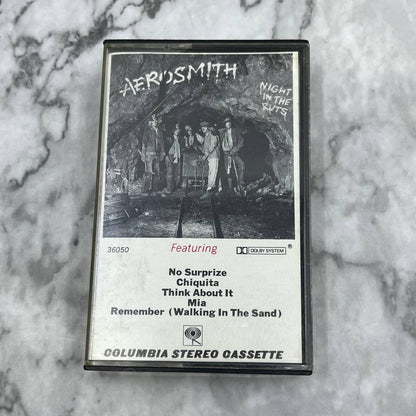 AEROSMITH
NIGHT
IN THE
RUTS
36050
Featuring
DOLBY SYSTEM ®
No Surprize
Chiquita
Think About It
Mia
Remember (Walking In The Sand)
COLUMBIA STEREO CASSETTE